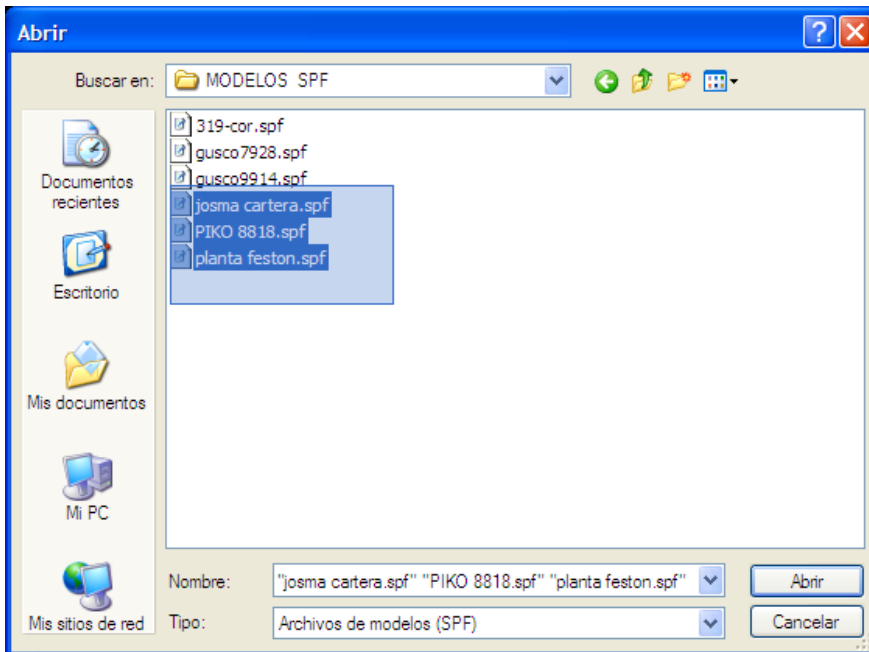 Abrir
Buscar en: MODELOS SPF
319-cor.spf
gusco7928.spf
gusco9914.spf
josma cartera.spf
PIKO 8818.spf
planta feston.spf
Documentos
recientes
Escritorio
Mis documentos
Mi PC
Mis sitios de red
Nombre: "josma cartera.spf" "PIKO 8818.spf" "planta feston.spf" Abrir
Tipo: Archivos de modelos (SPF) Cancelar